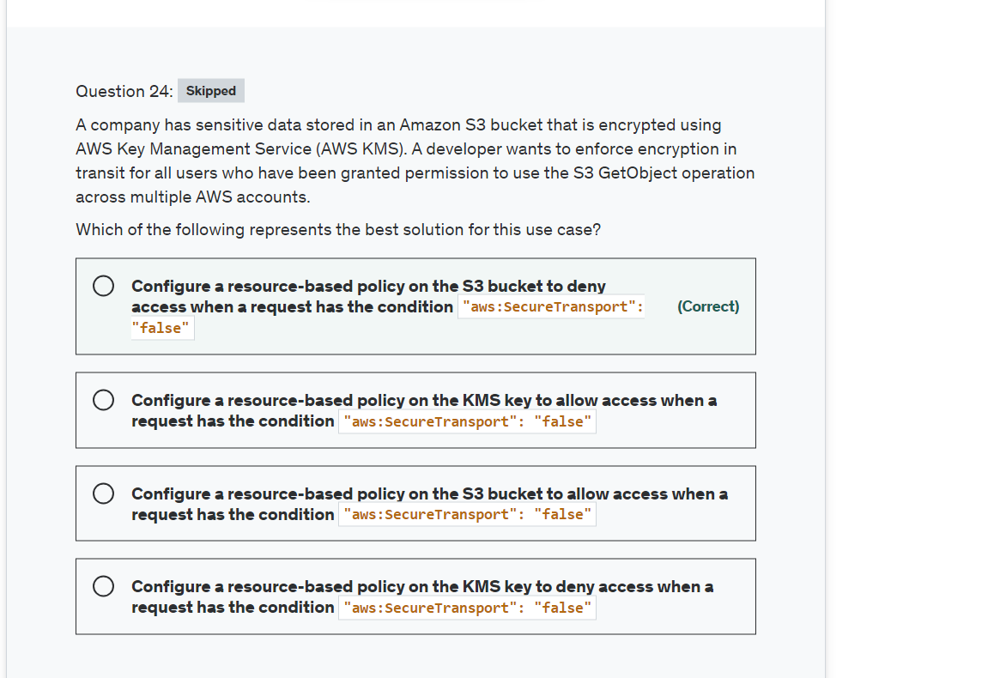 Question 24: Skipped
A company has sensitive data stored in an Amazon S3 bucket that is encrypted using
AWS Key Management Service (AWS KMS). A developer wants to enforce encryption in
transit for all users who have been granted permission to use the S3 GetObject operation
across multiple AWS accounts.
Which of the following represents the best solution for this use case?
Configure a resource-based policy on the S3 bucket to deny
access when a request has the condition "aws:SecureTransport": (Correct)
"false"
Configure a resource-based policy on the KMS key to allow access when a
request has the condition "aws:SecureTransport": "false"
Configure a resource-based policy on the S3 bucket to allow access when a
request has the condition "aws:SecureTransport": "false"
Configure a resource-based policy on the KMS key to deny access when a
request has the condition "aws:SecureTransport": "false"